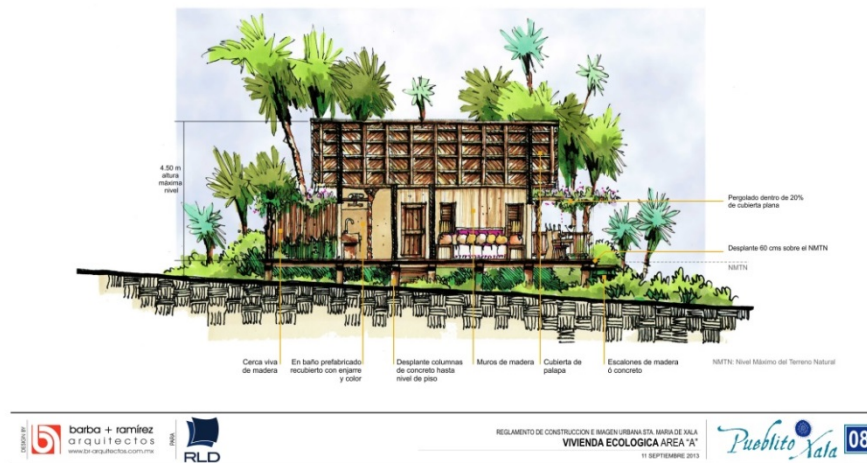 4.50 m
altura
máxima
nivel
Pergolado dentro de 20%
de cubierta plana
Desplante 60 cms sobre el NMTN
NMTN
Cerca viva
de madera
En baño prefabricado
recubierto con enjarre
y color
Desplante columnas
de concreto hasta
nivel de piso
Muros de madera
Cubierta de
palapa
Escalones de madera
ó concreto
NMTN: Nivel Máximo del Terreno Natural
DESIGN BY
barba + ramírez
arquitectos
www.br-arquitectos.com.mx
PARA
RLD
REGLAMENTO DE CONSTRUCCION E IMAGEN URBANA STA. MARIA DE XALA
VIVIENDA ECOLOGICA AREA "A"
11 SEPTIEMBRE 2013
Pueblito Xala
08